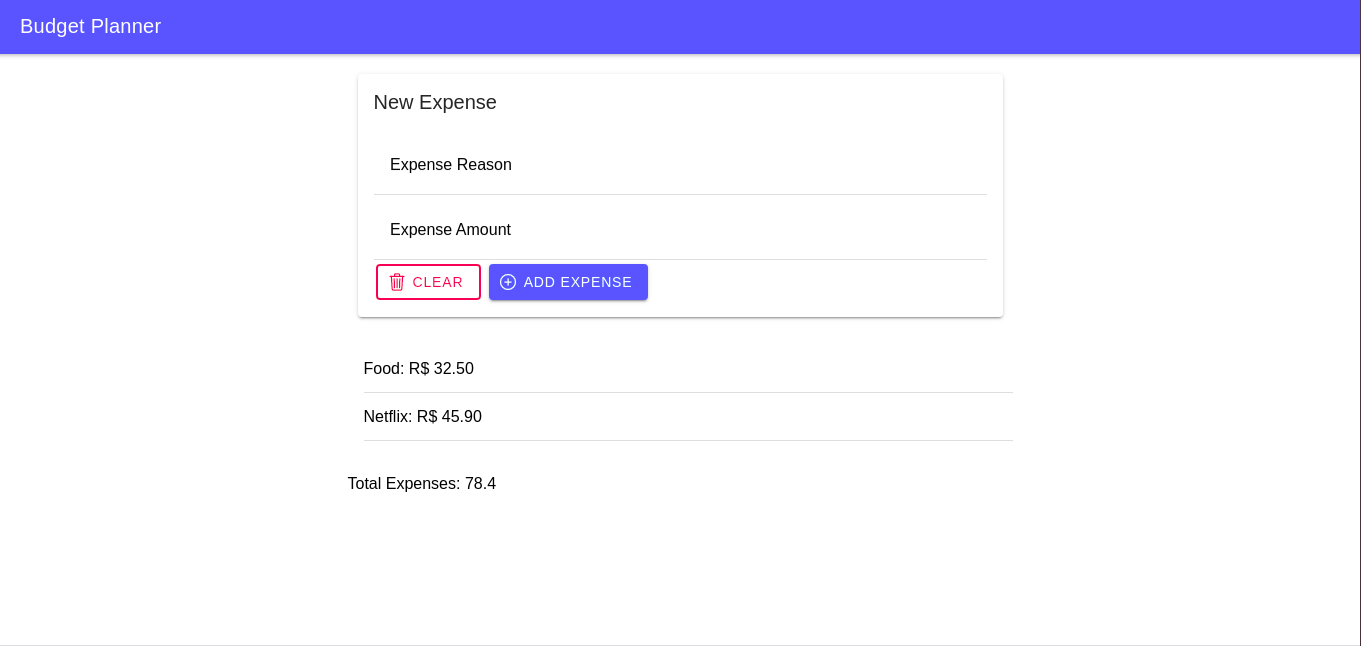 Budget Planner
New Expense
Expense Reason
Expense Amount
CLEAR ADD EXPENSE
Food: R$ 32.50
Netflix: R$ 45.90
Total Expenses: 78.4